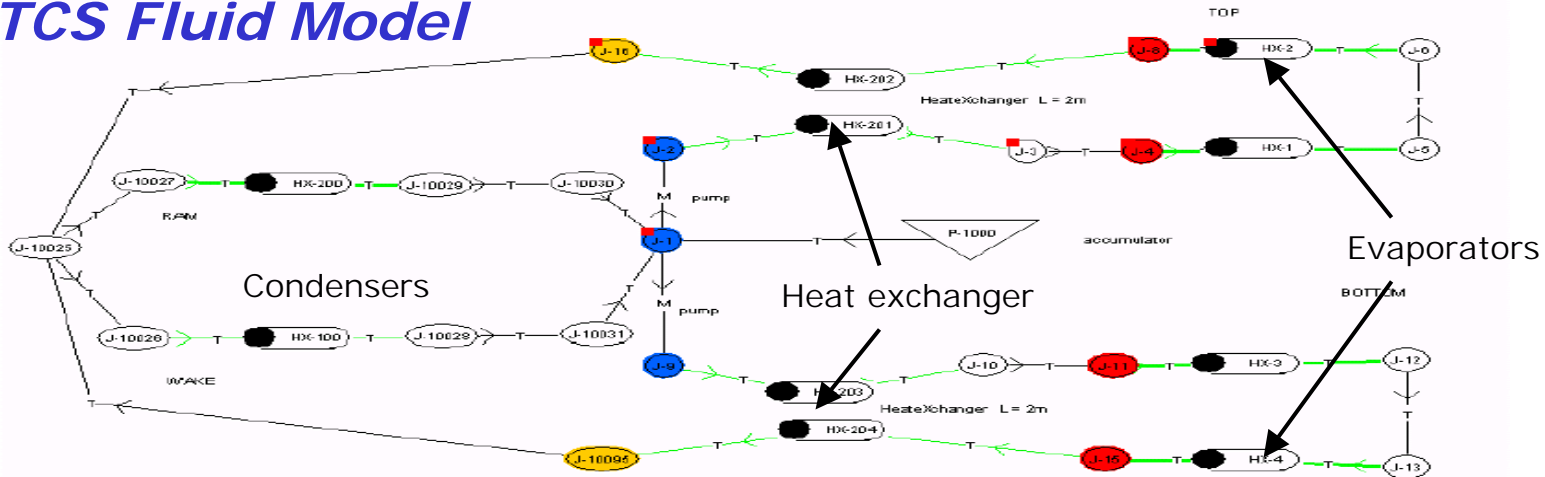 TCS Fluid Model
TOP
J-16
J-8
HX-2
J-6
T
T
T
T
T
HX-202
HeateXchanger L = 2m
T
HX-201
J-2
T
T
J-3
T
J-4
T
HX-1
T
J-5
J-10027
T
HX-200
T
J-10029
T
J-10030
M
pump
RAM
T
T
P-1000
J-10025
J-1
T
accumulator
Evaporators
Condensers
Heat exchanger
BOTTOM
T
T
M
pump
J-10026
T
HX-100
T
J-10028
T
J-10031
WAKE
J-9
T
T
J-10
T
J-11
T
HX-3
T
J-12
HX-203
T
HeateXchanger L = 2m
T
HX-204
T
T
J-10095
J-15
T
HX-4
T
J-13